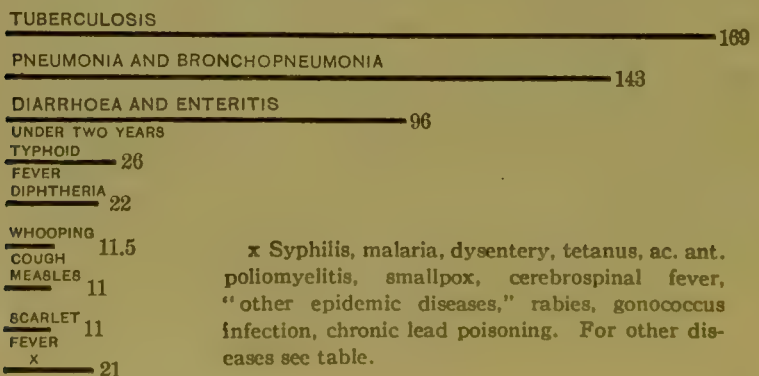 TUBERCULOSIS
169
PNEUMONIA AND BRONCHOPNEUMONIA
143
DIARRHOEA AND ENTERITIS
96
UNDER TWO YEARS
TYPHOID
26
FEVER
DIPHTHERIA
22
WHOOPING
11.5
COUGH
MEASLES
11
SCARLET
11
FEVER
X
21
x Syphilis, malaria, dysentery, tetanus, ac. ant.
poliomyelitis, smallpox, cerebrospinal fever,
"other epidemic diseases," rabies, gonococcus
infection, chronic lead poisoning. For other dis-
eases see table.